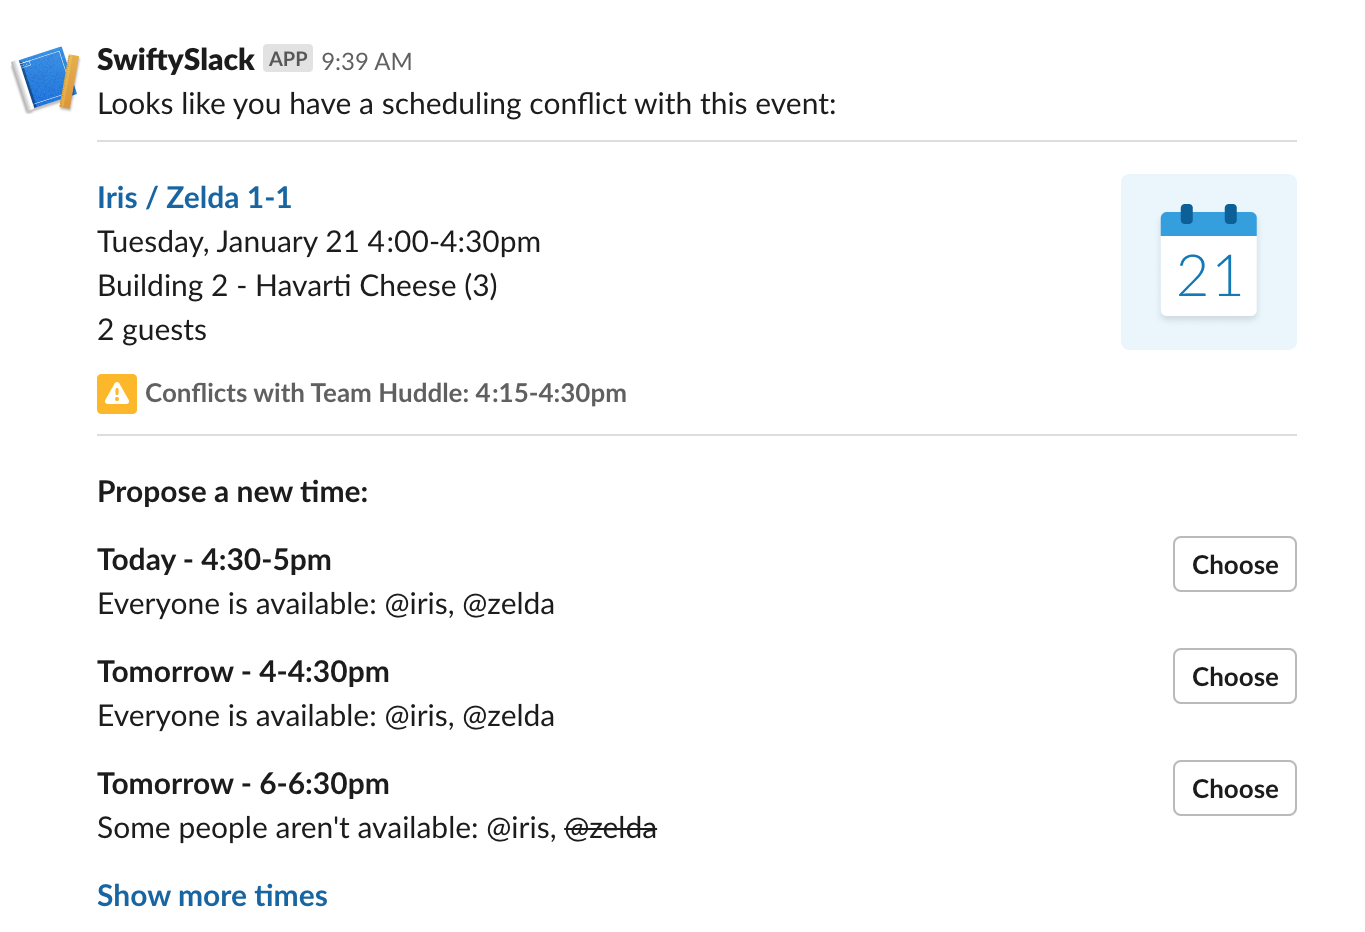 SwiftySlack APP 9:39 AM
Looks like you have a scheduling conflict with this event:
Iris / Zelda 1-1
Tuesday, January 21 4:00-4:30pm
Building 2 - Havarti Cheese (3)
2 guests
21
Conflicts with Team Huddle: 4:15-4:30pm
Propose a new time:
Today - 4:30-5pm
Everyone is available: @iris, @zelda
Choose
Tomorrow - 4-4:30pm
Everyone is available: @iris, @zelda
Choose
Tomorrow - 6-6:30pm
Some people aren't available: @iris, @zelda
Choose
Show more times